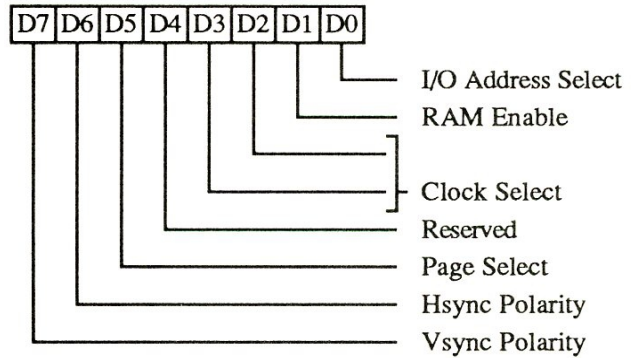 D7 D6 D5 D4 D3 D2 D1 D0
I/O Address Select
RAM Enable
Clock Select
Reserved
Page Select
Hsync Polarity
Vsync Polarity